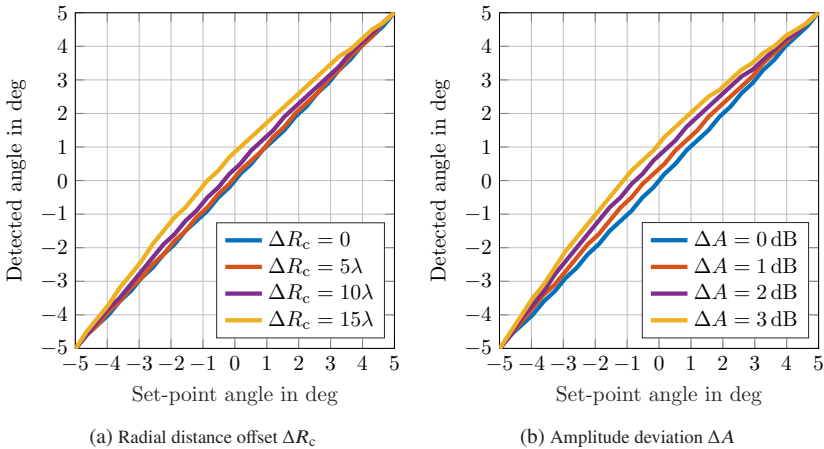 5
4
3
2
1
0
−1
−2
−3
−4
−5
−5 −4 −3 −2 −1 0 1 2 3 4 5
Detected angle in deg
Set-point angle in deg
ΔR_c = 0
ΔR_c = 5λ
ΔR_c = 10λ
ΔR_c = 15λ
(a) Radial distance offset ΔR_c
5
4
3
2
1
0
−1
−2
−3
−4
−5
−5 −4 −3 −2 −1 0 1 2 3 4 5
Detected angle in deg
Set-point angle in deg
ΔA = 0 dB
ΔA = 1 dB
ΔA = 2 dB
ΔA = 3 dB
(b) Amplitude deviation ΔA